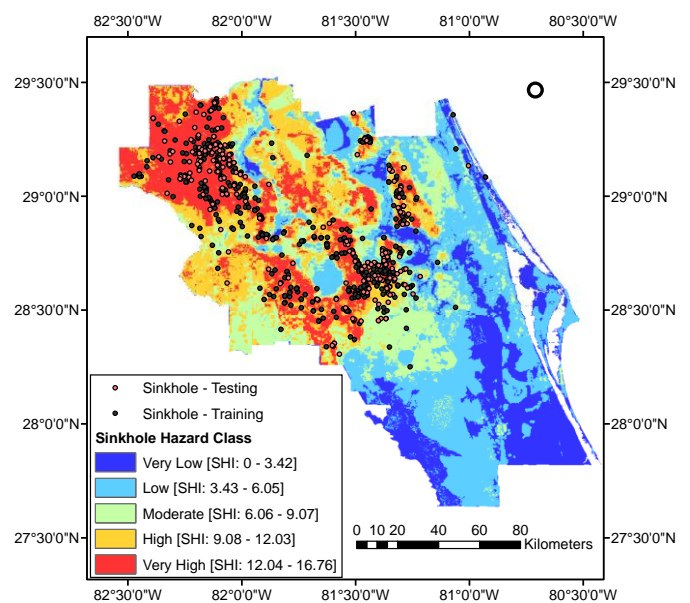 82°30'0"W 82°0'0"W 81°30'0"W 81°0'0"W 80°30'0"W
29°30'0"N 29°30'0"N
29°0'0"N 29°0'0"N
28°30'0"N 28°30'0"N
28°0'0"N 28°0'0"N
27°30'0"N 27°30'0"N
Sinkhole - Testing
Sinkhole - Training
Sinkhole Hazard Class
Very Low [SHI: 0 - 3.42]
Low [SHI: 3.43 - 6.05]
Moderate [SHI: 6.06 - 9.07]
High [SHI: 9.08 - 12.03]
Very High [SHI: 12.04 - 16.76]
0 10 20 40 60 80
Kilometers
82°30'0"W 82°0'0"W 81°30'0"W 81°0'0"W 80°30'0"W